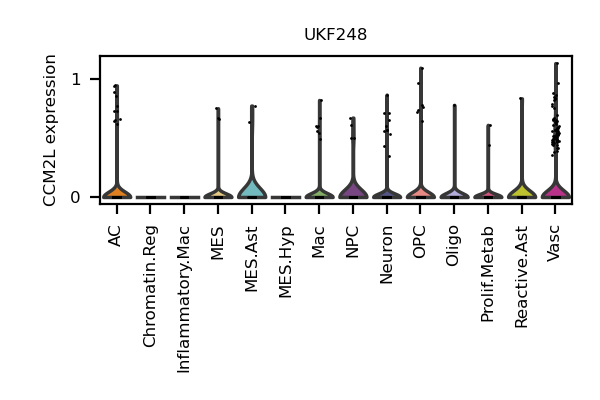 UKF248
CCM2L expression
1
0
AC
Chromatin.Reg
Inflammatory.Mac
MES
MES.Ast
MES.Hyp
Mac
NPC
Neuron
OPC
Oligo
Prolif.Metab
Reactive.Ast
Vasc